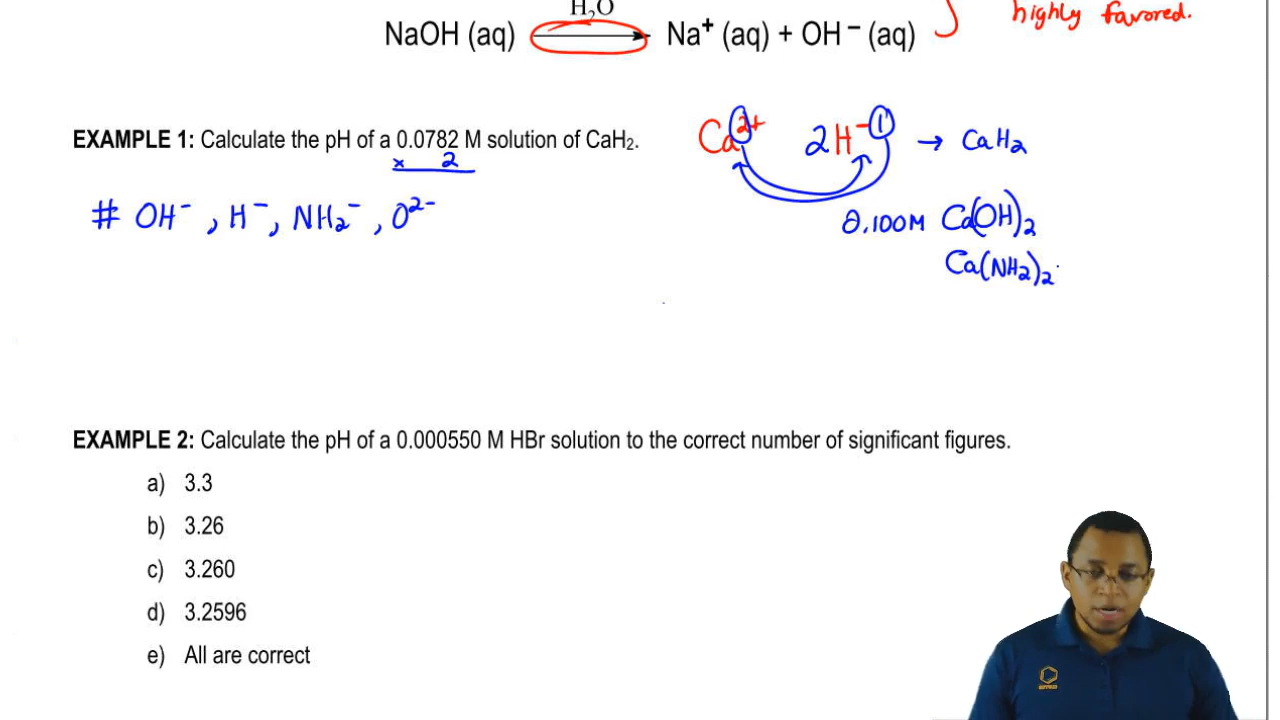 H₂O
highly favored.
NaOH (aq) → Na⁺ (aq) + OH⁻ (aq)
EXAMPLE 1: Calculate the pH of a 0.0782 M solution of CaH₂.
x 2
Ca²⁺ 2H⁻¹ → CaH₂
# OH⁻, H⁻, NH₂⁻, O²⁻
0.100M Ca(OH)₂
Ca(NH₂)₂
EXAMPLE 2: Calculate the pH of a 0.000550 M HBr solution to the correct number of significant figures.
a) 3.3
b) 3.26
c) 3.260
d) 3.2596
e) All are correct